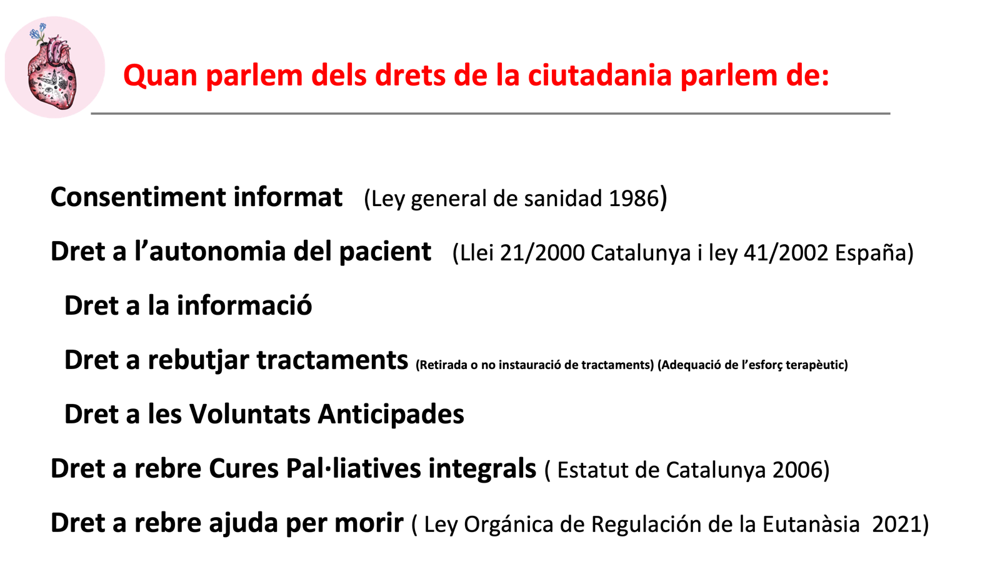 Quan parlem dels drets de la ciutadania parlem de:
Consentiment informat (Ley general de sanidad 1986)
Dret a l’autonomia del pacient (Llei 21/2000 Catalunya i ley 41/2002 España)
Dret a la informació
Dret a rebutjar tractaments (Retirada o no instauració de tractaments) (Adequació de l’esforç terapèutic)
Dret a les Voluntats Anticipades
Dret a rebre Cures Pal·liatives integrals ( Estatut de Catalunya 2006)
Dret a rebre ajuda per morir ( Ley Orgánica de Regulación de la Eutanàsia 2021)